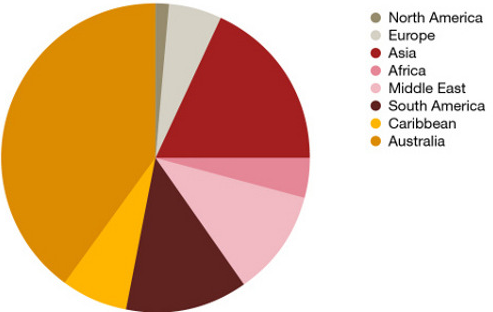 North America
Europe
Asia
Africa
Middle East
South America
Caribbean
Australia